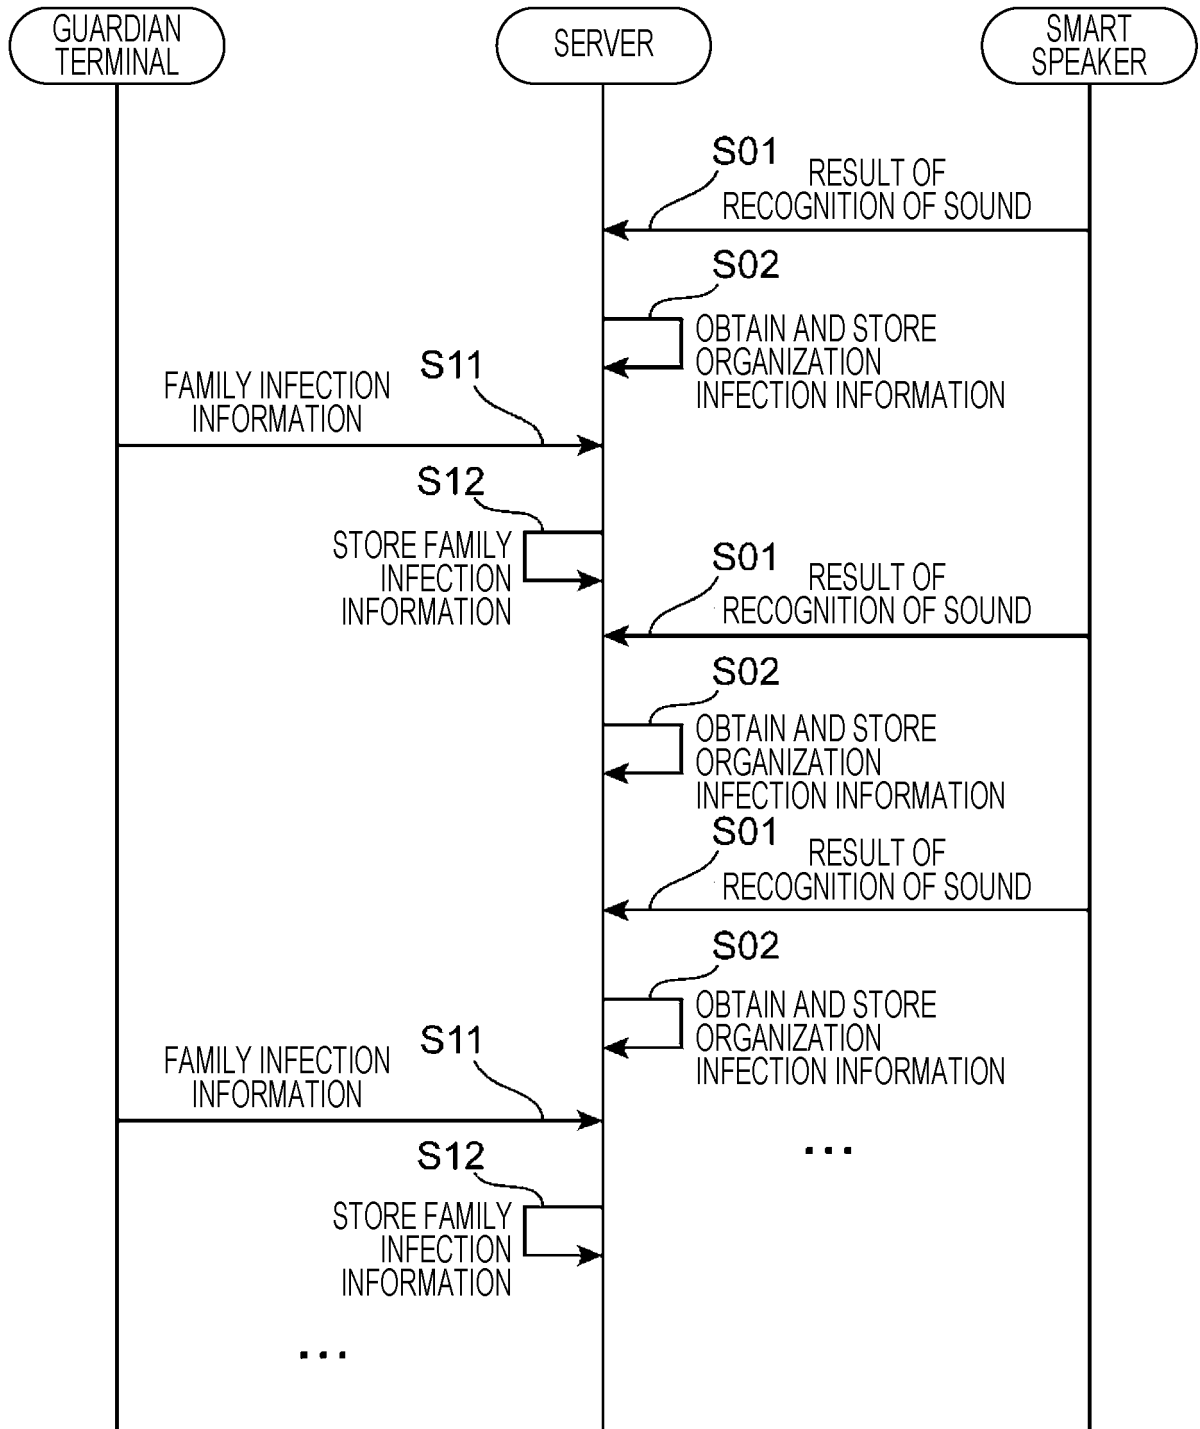 GUARDIAN
TERMINAL
SERVER
SMART
SPEAKER
S01
RESULT OF
RECOGNITION OF SOUND
S02
OBTAIN AND STORE
ORGANIZATION
INFECTION INFORMATION
S11
FAMILY INFECTION
INFORMATION
S12
STORE FAMILY
INFECTION
INFORMATION
S01
RESULT OF
RECOGNITION OF SOUND
S02
OBTAIN AND STORE
ORGANIZATION
INFECTION INFORMATION
S01
RESULT OF
RECOGNITION OF SOUND
S02
OBTAIN AND STORE
ORGANIZATION
INFECTION INFORMATION
S11
FAMILY INFECTION
INFORMATION
...
S12
STORE FAMILY
INFECTION
INFORMATION
...